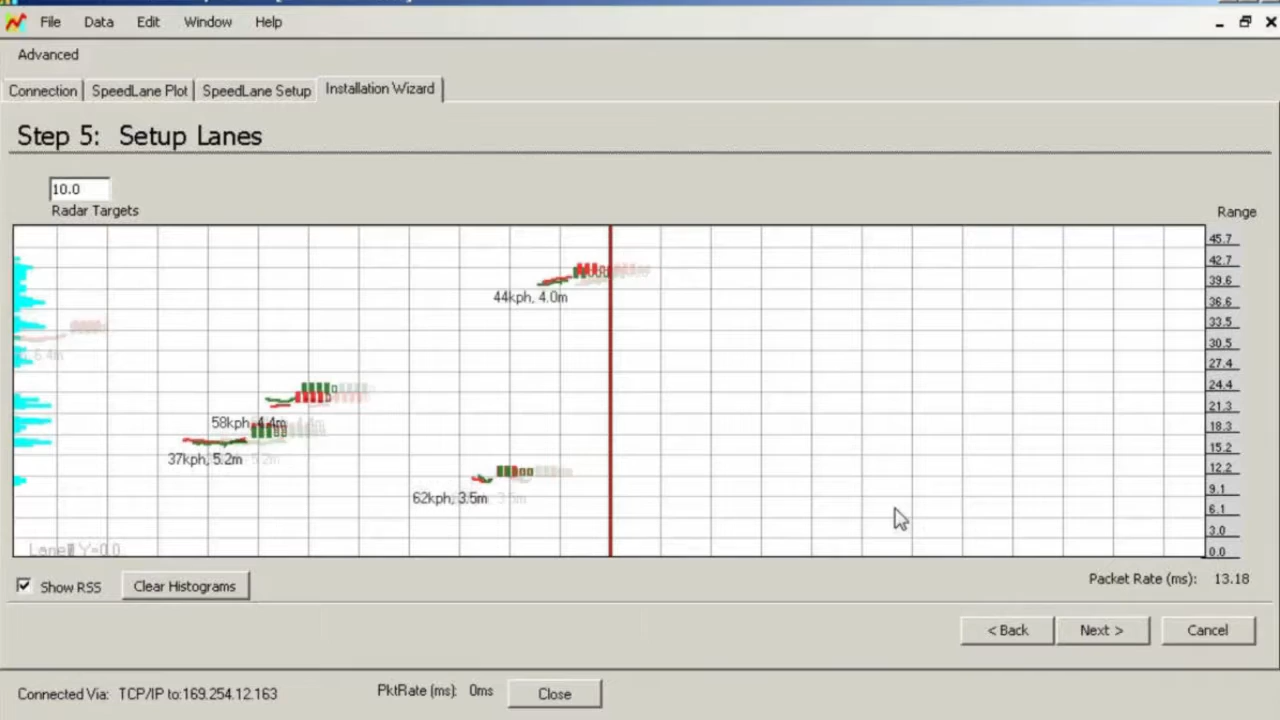 File Data Edit Window Help
Advanced
Connection SpeedLane Plot SpeedLane Setup Installation Wizard
Step 5: Setup Lanes
10.0
Radar Targets Range
45.7
42.7
39.6
44kph, 4.0m
36.6
33.5
30.5
27.4
24.4
21.3
58kph, 4.4m
18.3
37kph, 5.2m
15.2
12.2
62kph, 3.5m
9.1
6.1
3.0
Y=0.0
0.0
Show RSS Clear Histograms Packet Rate (ms): 13.18
< Back Next > Cancel
Connected Via: TCP/IP to:169.254.12.163 PktRate (ms): 0ms Close